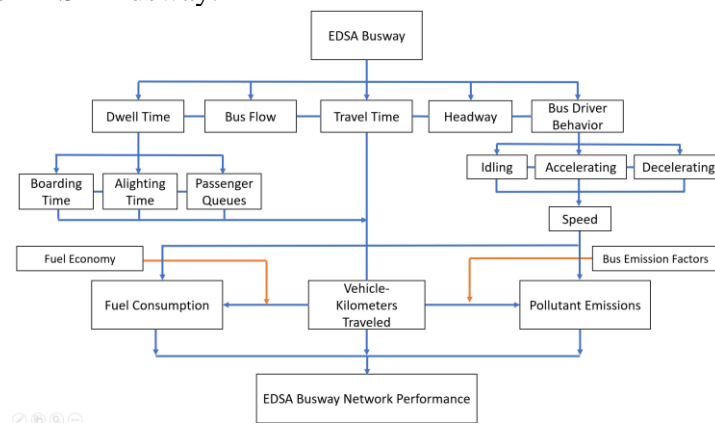 EDSA Busway
Dwell Time
Bus Flow
Travel Time
Headway
Bus Driver
Behavior
Boarding
Time
Alighting
Time
Passenger
Queues
Idling
Accelerating
Decelerating
Speed
Fuel Economy
Bus Emission Factors
Fuel Consumption
Vehicle-
Kilometers
Traveled
Pollutant Emissions
EDSA Busway Network Performance